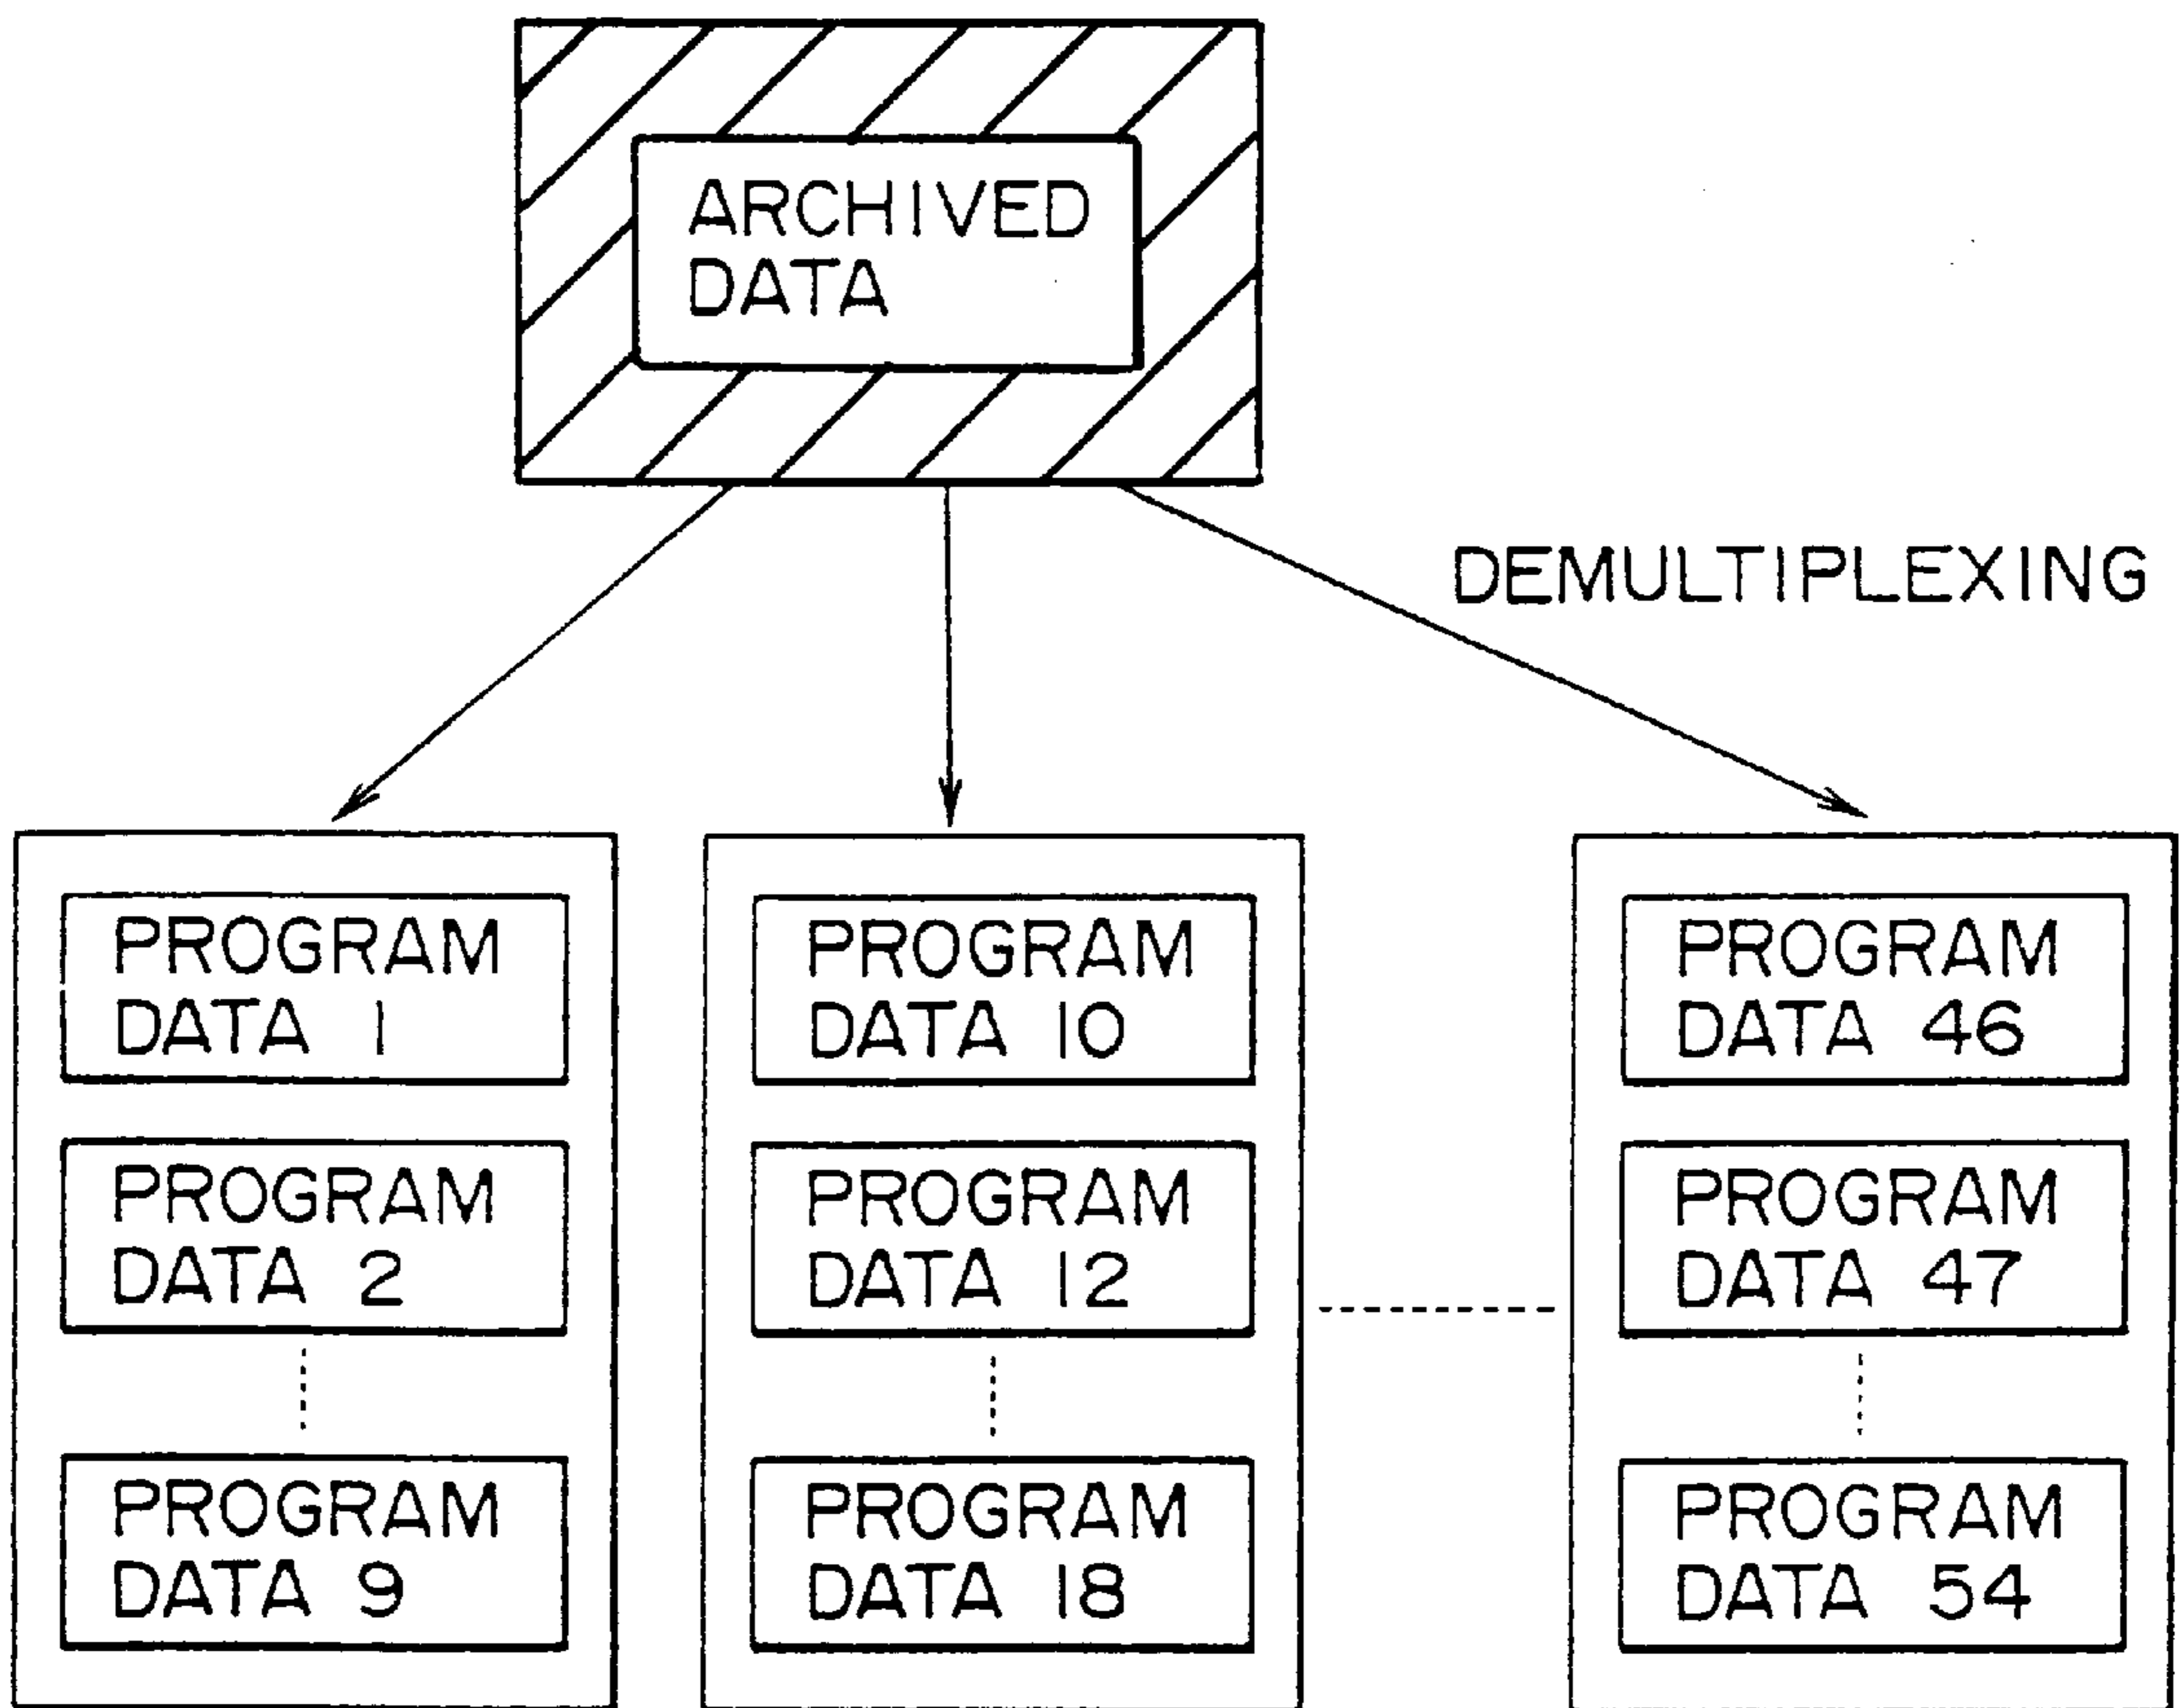 ARCHIVED
DATA
DEMULTIPLEXING
PROGRAM
DATA 1
PROGRAM
DATA 2
PROGRAM
DATA 9
PROGRAM
DATA 10
PROGRAM
DATA 12
PROGRAM
DATA 18
PROGRAM
DATA 46
PROGRAM
DATA 47
PROGRAM
DATA 54